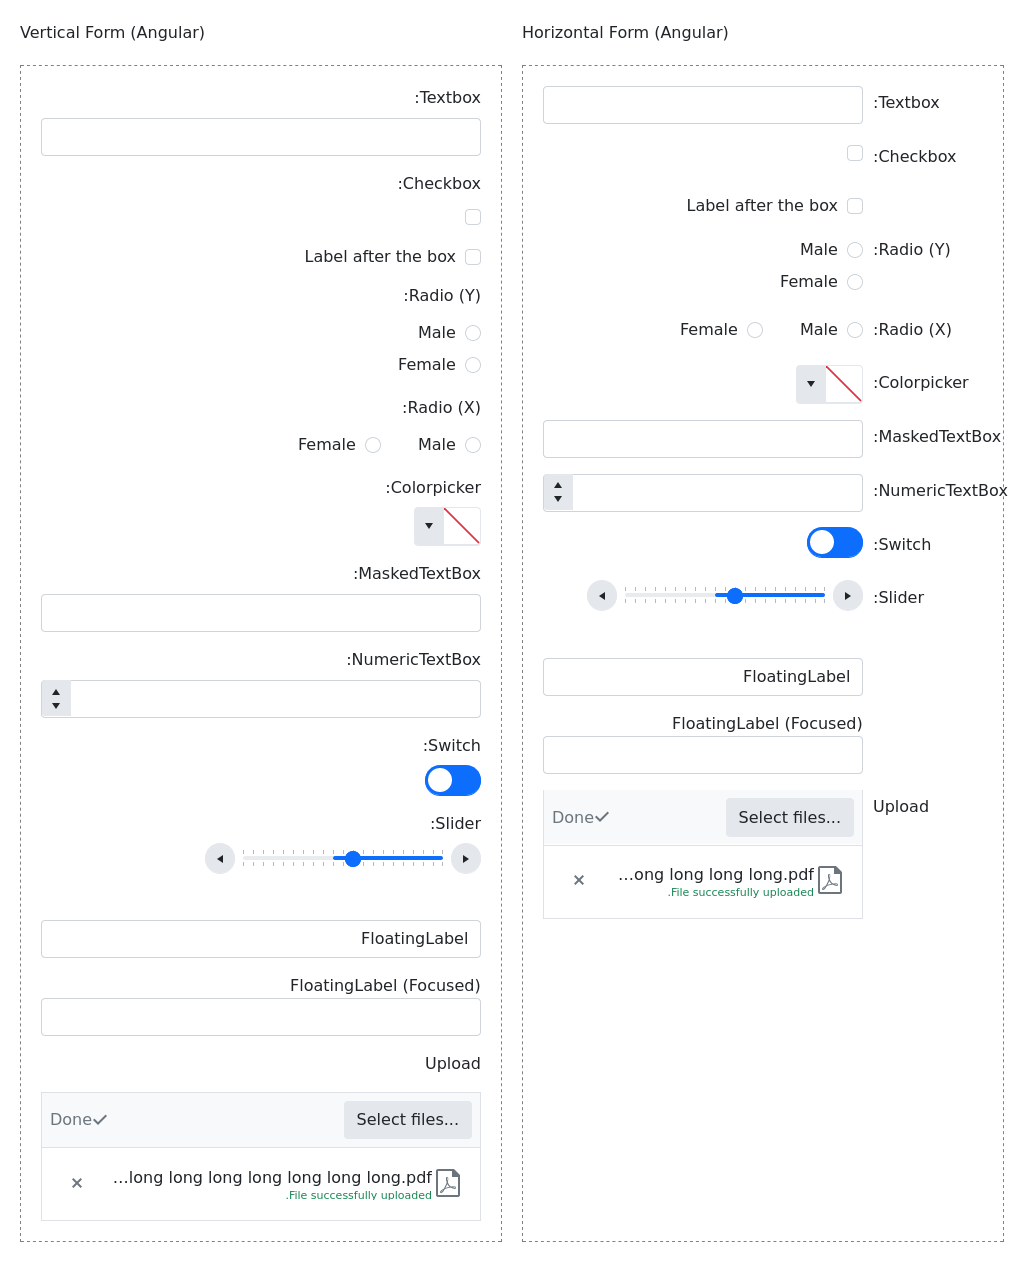 Vertical Form (Angular)
:Textbox
:Checkbox
Label after the box
:Radio (Y)
Male
Female
:Radio (X)
Female Male
:Colorpicker
:MaskedTextBox
:NumericTextBox
:Switch
:Slider
FloatingLabel
FloatingLabel (Focused)
Upload
Done Select files...
...long long long long long long long.pdf
.File successfully uploaded
Horizontal Form (Angular)
:Textbox
:Checkbox
Label after the box
Male :Radio (Y)
Female
Female Male :Radio (X)
:Colorpicker
:MaskedTextBox
:NumericTextBox
:Switch
:Slider
FloatingLabel
FloatingLabel (Focused)
Upload
Done Select files...
...ong long long long.pdf
.File successfully uploaded